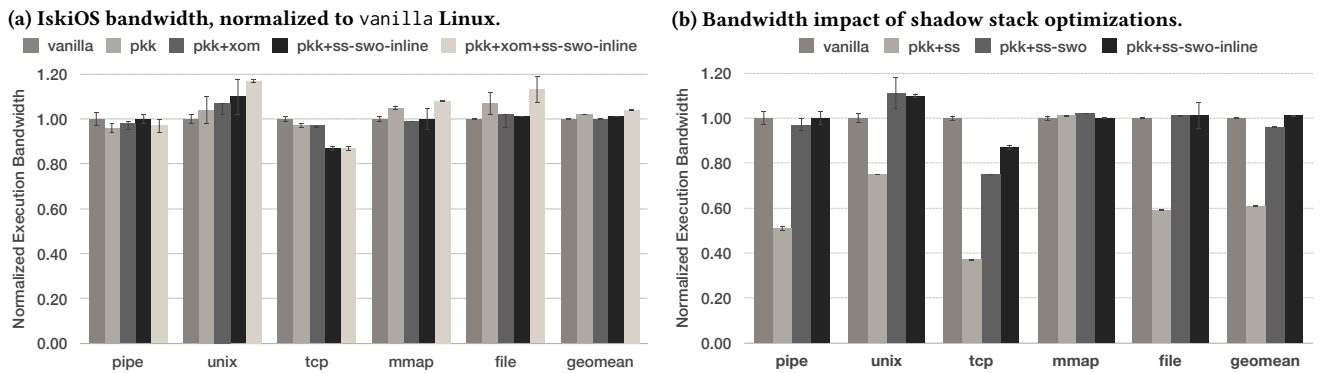 (a) IskiOS bandwidth, normalized to vanilla Linux.
vanilla pkk pkk+xom pkk+ss-swo-inline pkk+xom+ss-swo-inline
Normalized Execution Bandwidth
1.20
1.00
0.80
0.60
0.40
0.20
0.00
pipe unix tcp mmap file geomean
(b) Bandwidth impact of shadow stack optimizations.
vanilla pkk+ss pkk+ss-swo pkk+ss-swo-inline
Normalized Execution Bandwidth
1.20
1.00
0.80
0.60
0.40
0.20
0.00
pipe unix tcp mmap file geomean